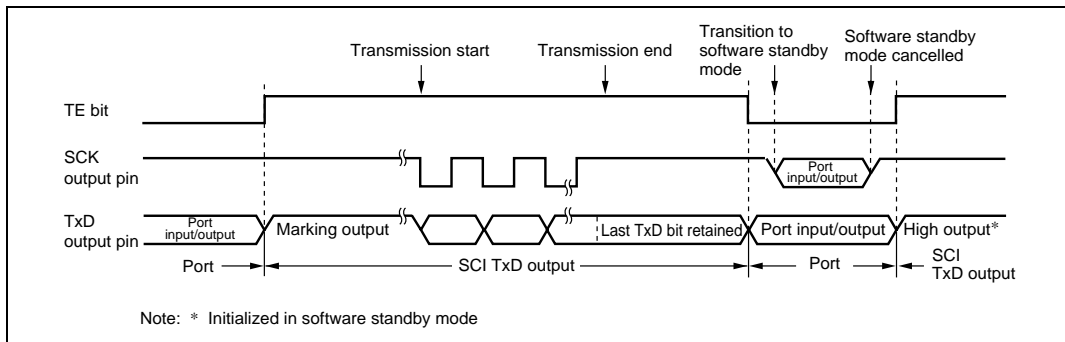 Transmission start
Transmission end
Transition to
software standby
mode
Software standby
mode cancelled
TE bit
SCK
output pin
Port
input/output
TxD
output pin
Port
input/output
Marking output
Last TxD bit retained
Port input/output
High output*
Port
SCI TxD output
Port
SCI
TxD output
Note: * Initialized in software standby mode